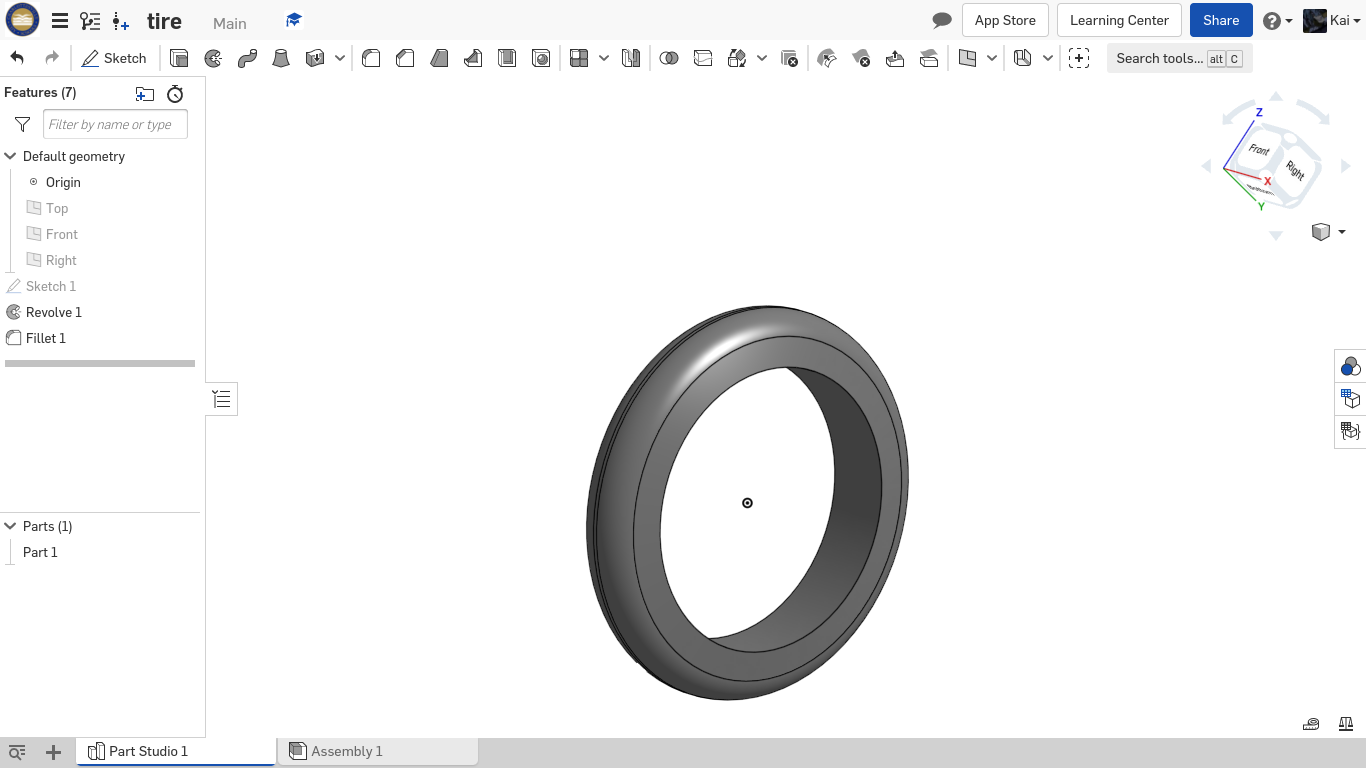 tire
Main
App Store
Learning Center
Share
Kai
Sketch
Search tools...
alt
C
Features (7)
Filter by name or type
Default geometry
Origin
Top
Front
Right
Sketch 1
Revolve 1
Fillet 1
Z
Front
Right
X
Y
Parts (1)
Part 1
Part Studio 1
Assembly 1